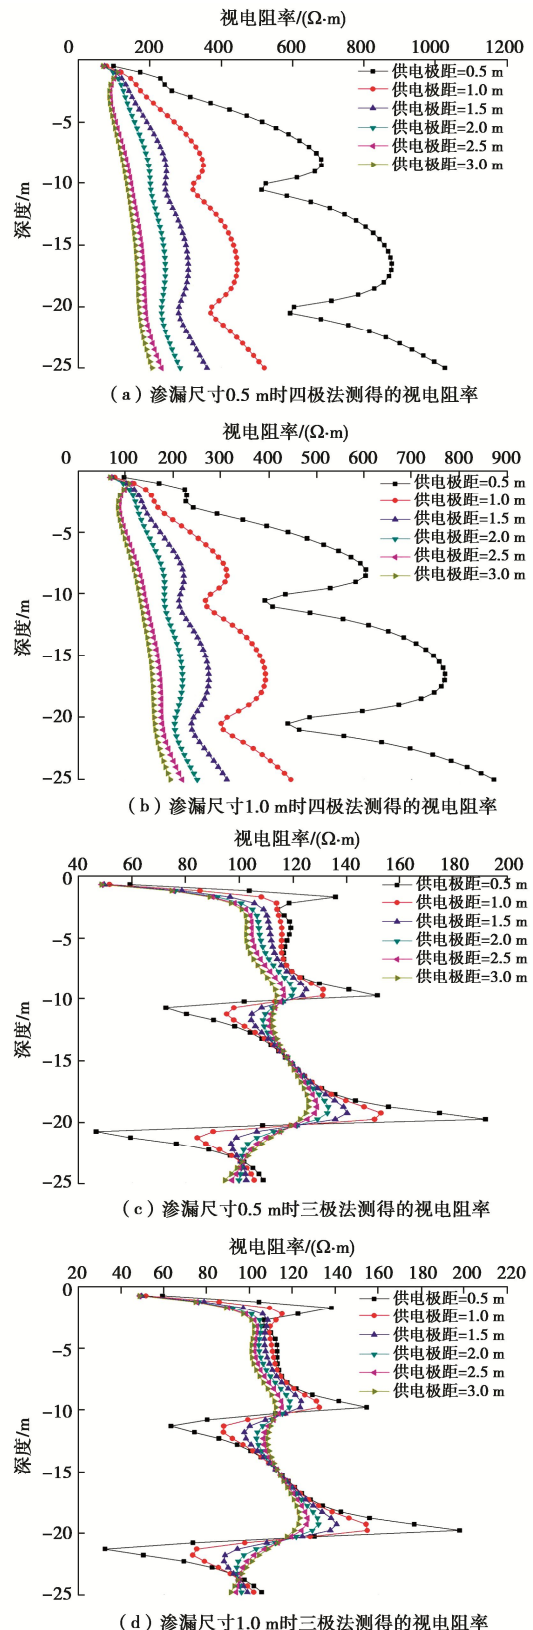 视电阻率/(Ω·m)
0 200 400 600 800 1000 1200
供电极距=0.5 m
供电极距=1.0 m
供电极距=1.5 m
供电极距=2.0 m
供电极距=2.5 m
供电极距=3.0 m
−5
−10
−15
−20
−25
深度/m
（a）渗漏尺寸0.5 m时四极法测得的视电阻率
视电阻率/(Ω·m)
0 100 200 300 400 500 600 700 800 900
供电极距=0.5 m
供电极距=1.0 m
供电极距=1.5 m
供电极距=2.0 m
供电极距=2.5 m
供电极距=3.0 m
−5
−10
−15
−20
−25
深度/m
（b）渗漏尺寸1.0 m时四极法测得的视电阻率
视电阻率/(Ω·m)
40 60 80 100 120 140 160 180 200
0
供电极距=0.5 m
供电极距=1.0 m
供电极距=1.5 m
供电极距=2.0 m
供电极距=2.5 m
供电极距=3.0 m
−5
−10
−15
−20
−25
深度/m
（c）渗漏尺寸0.5 m时三极法测得的视电阻率
视电阻率/(Ω·m)
20 40 60 80 100 120 140 160 180 200 220
0
供电极距=0.5 m
供电极距=1.0 m
供电极距=1.5 m
供电极距=2.0 m
供电极距=2.5 m
供电极距=3.0 m
−5
−10
−15
−20
−25
深度/m
（d）渗漏尺寸1.0 m时三极法测得的视电阻率